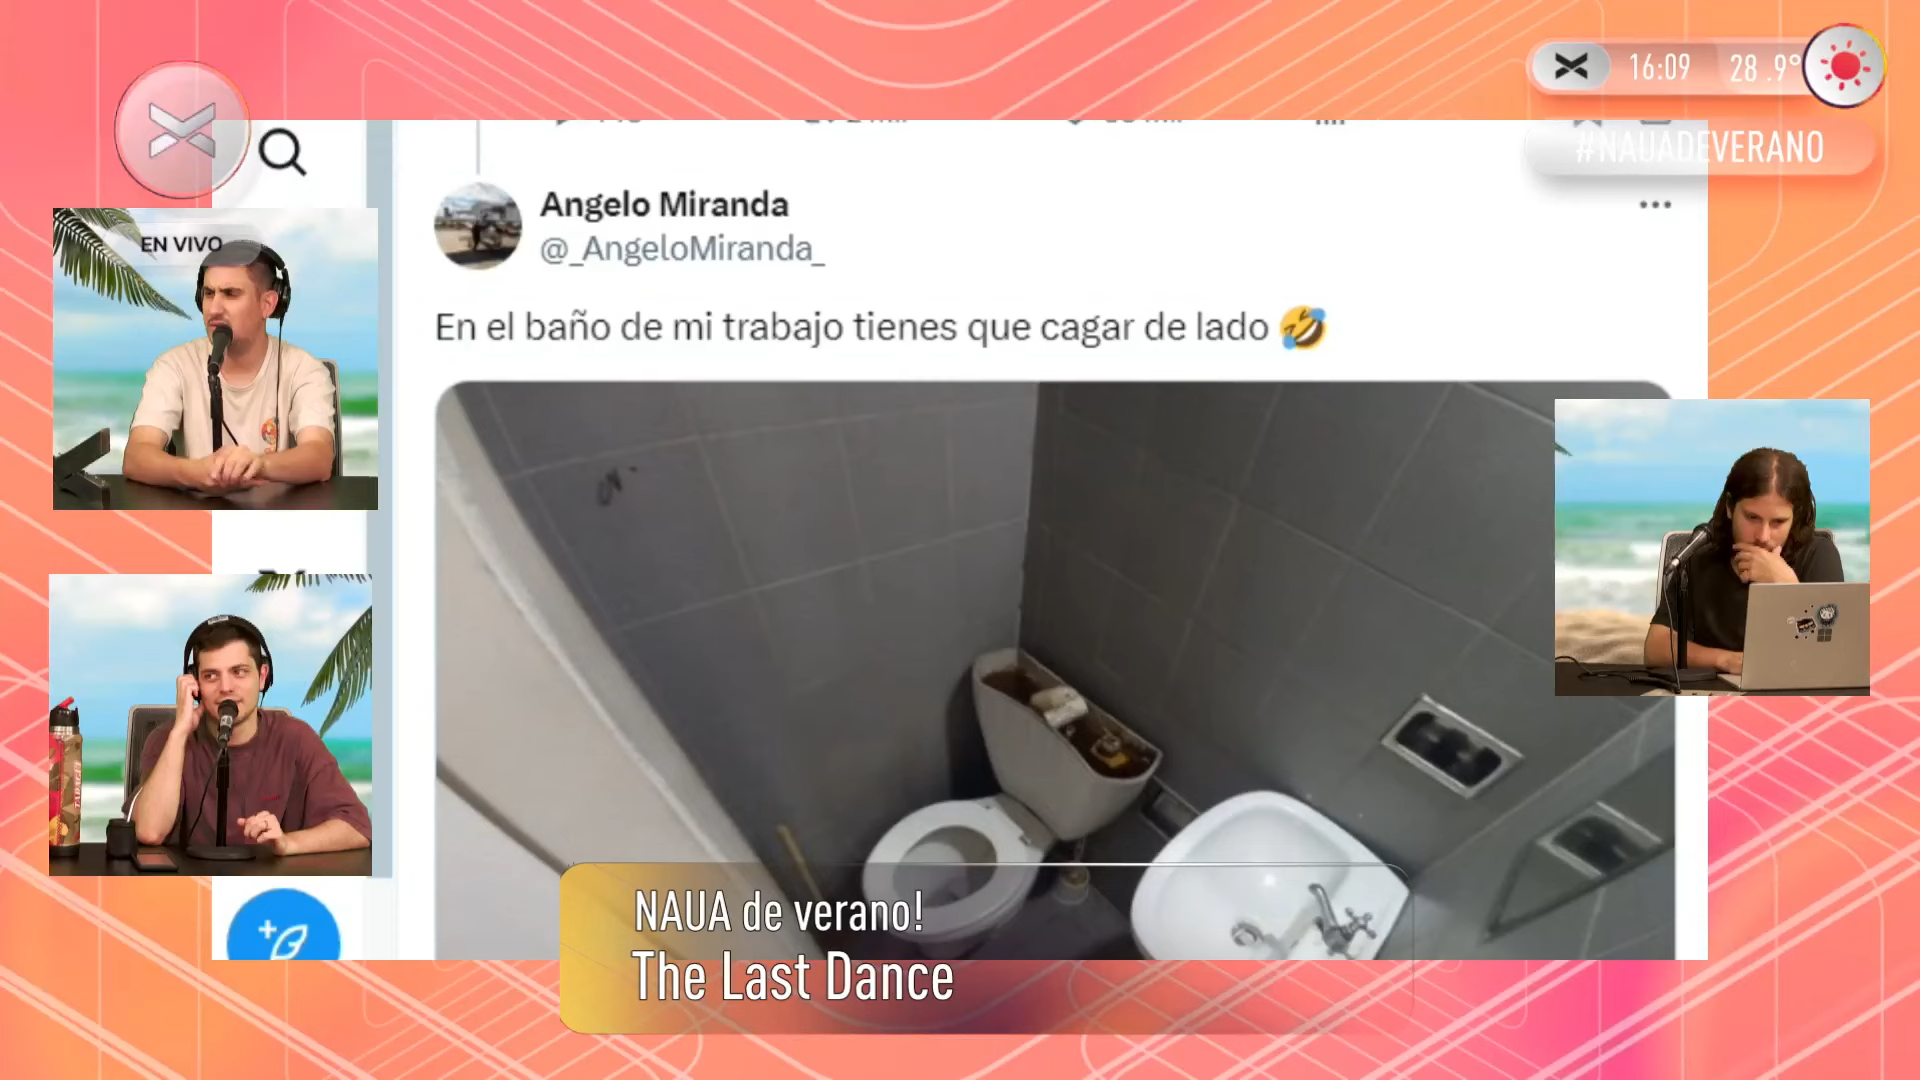 16:09 28.9°
#NAUADEVERANO
EN VIVO
Angelo Miranda
@_AngeloMiranda_
En el baño de mi trabajo tienes que cagar de lado 🤣
NAUA de verano!
The Last Dance